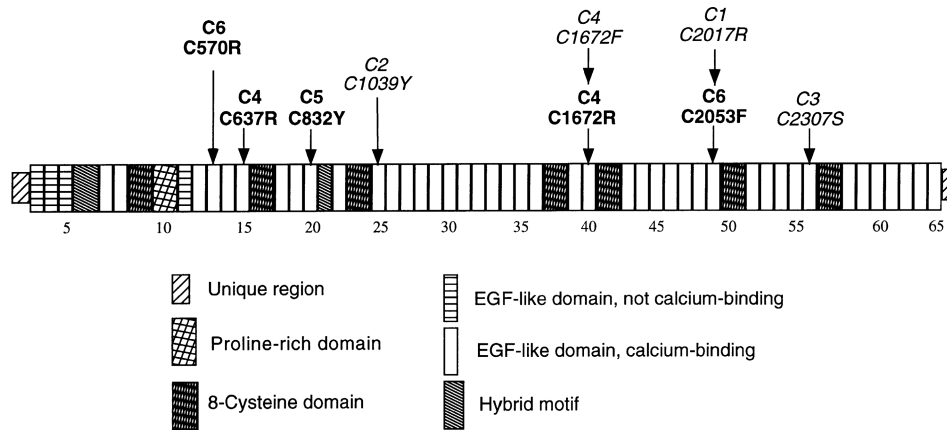 C6
C570R
C4
C637R
C5
C832Y
C2
C1039Y
C4
C1672F
C4
C1672R
C1
C2017R
C6
C2053F
C3
C2307S
5 10 15 20 25 30 35 40 45 50 55 60 65
Unique region
Proline-rich domain
8-Cysteine domain
EGF-like domain, not calcium-binding
EGF-like domain, calcium-binding
Hybrid motif